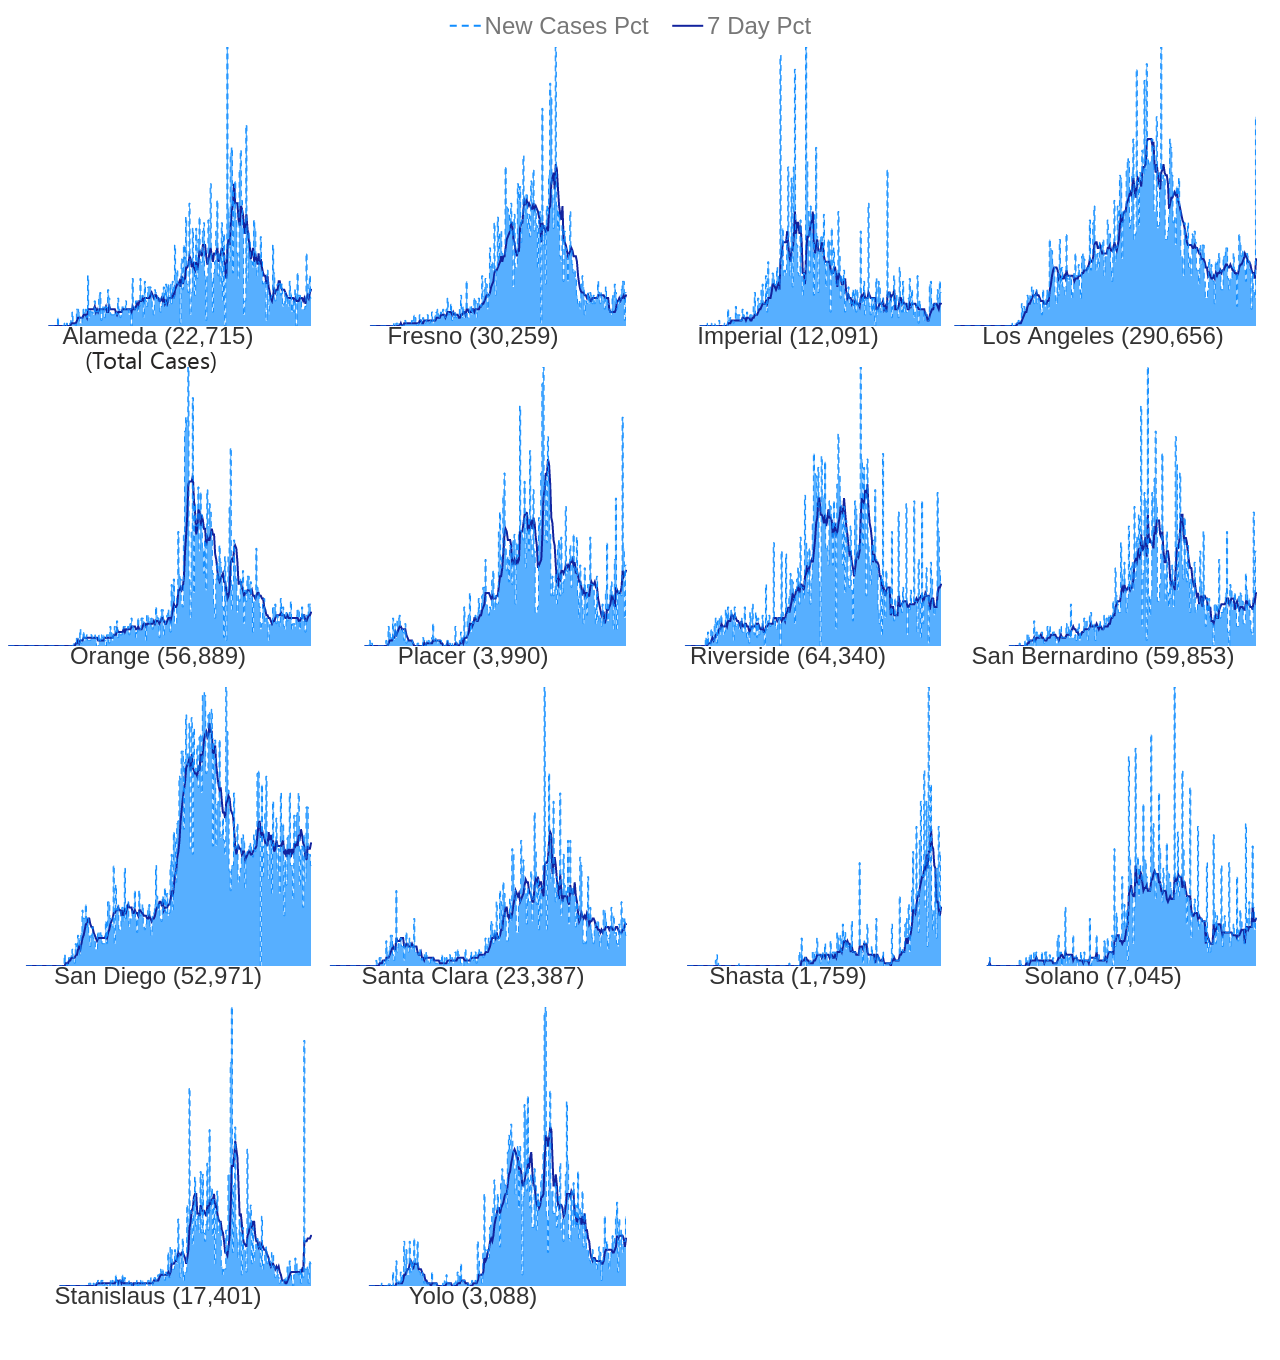 New Cases Pct 7 Day Pct
Alameda (22,715) Fresno (30,259) Imperial (12,091) Los Angeles (290,656)
(Total Cases)
Orange (56,889) Placer (3,990) Riverside (64,340) San Bernardino (59,853)
San Diego (52,971) Santa Clara (23,387) Shasta (1,759) Solano (7,045)
Stanislaus (17,401) Yolo (3,088)